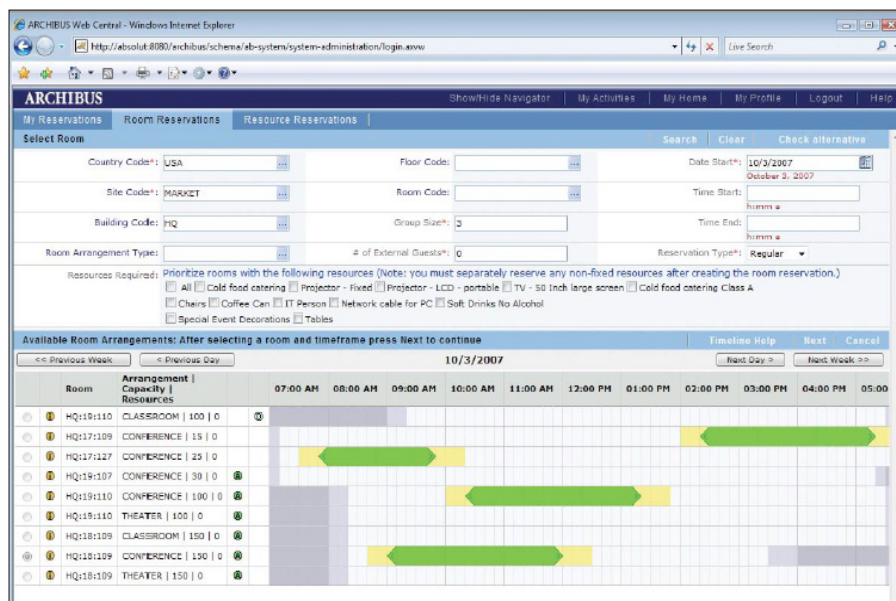 ARCHIBUS Web Central - Windows Internet Explorer
http://absolut:8080/archibus/schema/ab-system/system-administration/login.axvw
Live Search
ARCHIBUS Show/Hide Navigator My Activities My Home My Profile Logout Help
My Reservations Room Reservations Resource Reservations
Select Room Search Clear Check alternative
Country Code*: USA Floor Code: Date Start*: 10/3/2007
October 3, 2007
Site Code*: MARKET Room Code: Time Start:
h:mm a
Building Code: HQ Group Size*: 3 Time End:
h:mm a
Room Arrangement Type: # of External Guests*: 0 Reservation Type*: Regular
Resources Required: Prioritize rooms with the following resources (Note: you must separately reserve any non-fixed resources after creating the room reservation.)
All Cold food catering Projector - Fixed Projector - LCD - portable TV - 50 Inch large screen Cold food catering Class A
Chairs Coffee Can IT Person Network cable for PC Soft Drinks No Alcohol
Special Event Decorations Tables
Available Room Arrangements: After selecting a room and timeframe press Next to continue Timeline Help Next Cancel
<< Previous Week < Previous Day 10/3/2007 Next Day > Next Week >>
Room Arrangement | Capacity | Resources 07:00 AM 08:00 AM 09:00 AM 10:00 AM 11:00 AM 12:00 PM 01:00 PM 02:00 PM 03:00 PM 04:00 PM 05:00
HQ:19:110 CLASSROOM | 100 | 0
HQ:17:109 CONFERENCE | 15 | 0
HQ:17:127 CONFERENCE | 25 | 0
HQ:19:107 CONFERENCE | 30 | 0
HQ:19:110 CONFERENCE | 100 | 0
HQ:19:110 THEATER | 100 | 0
HQ:18:109 CLASSROOM | 150 | 0
HQ:18:109 CONFERENCE | 150 | 0
HQ:18:109 THEATER | 150 | 0